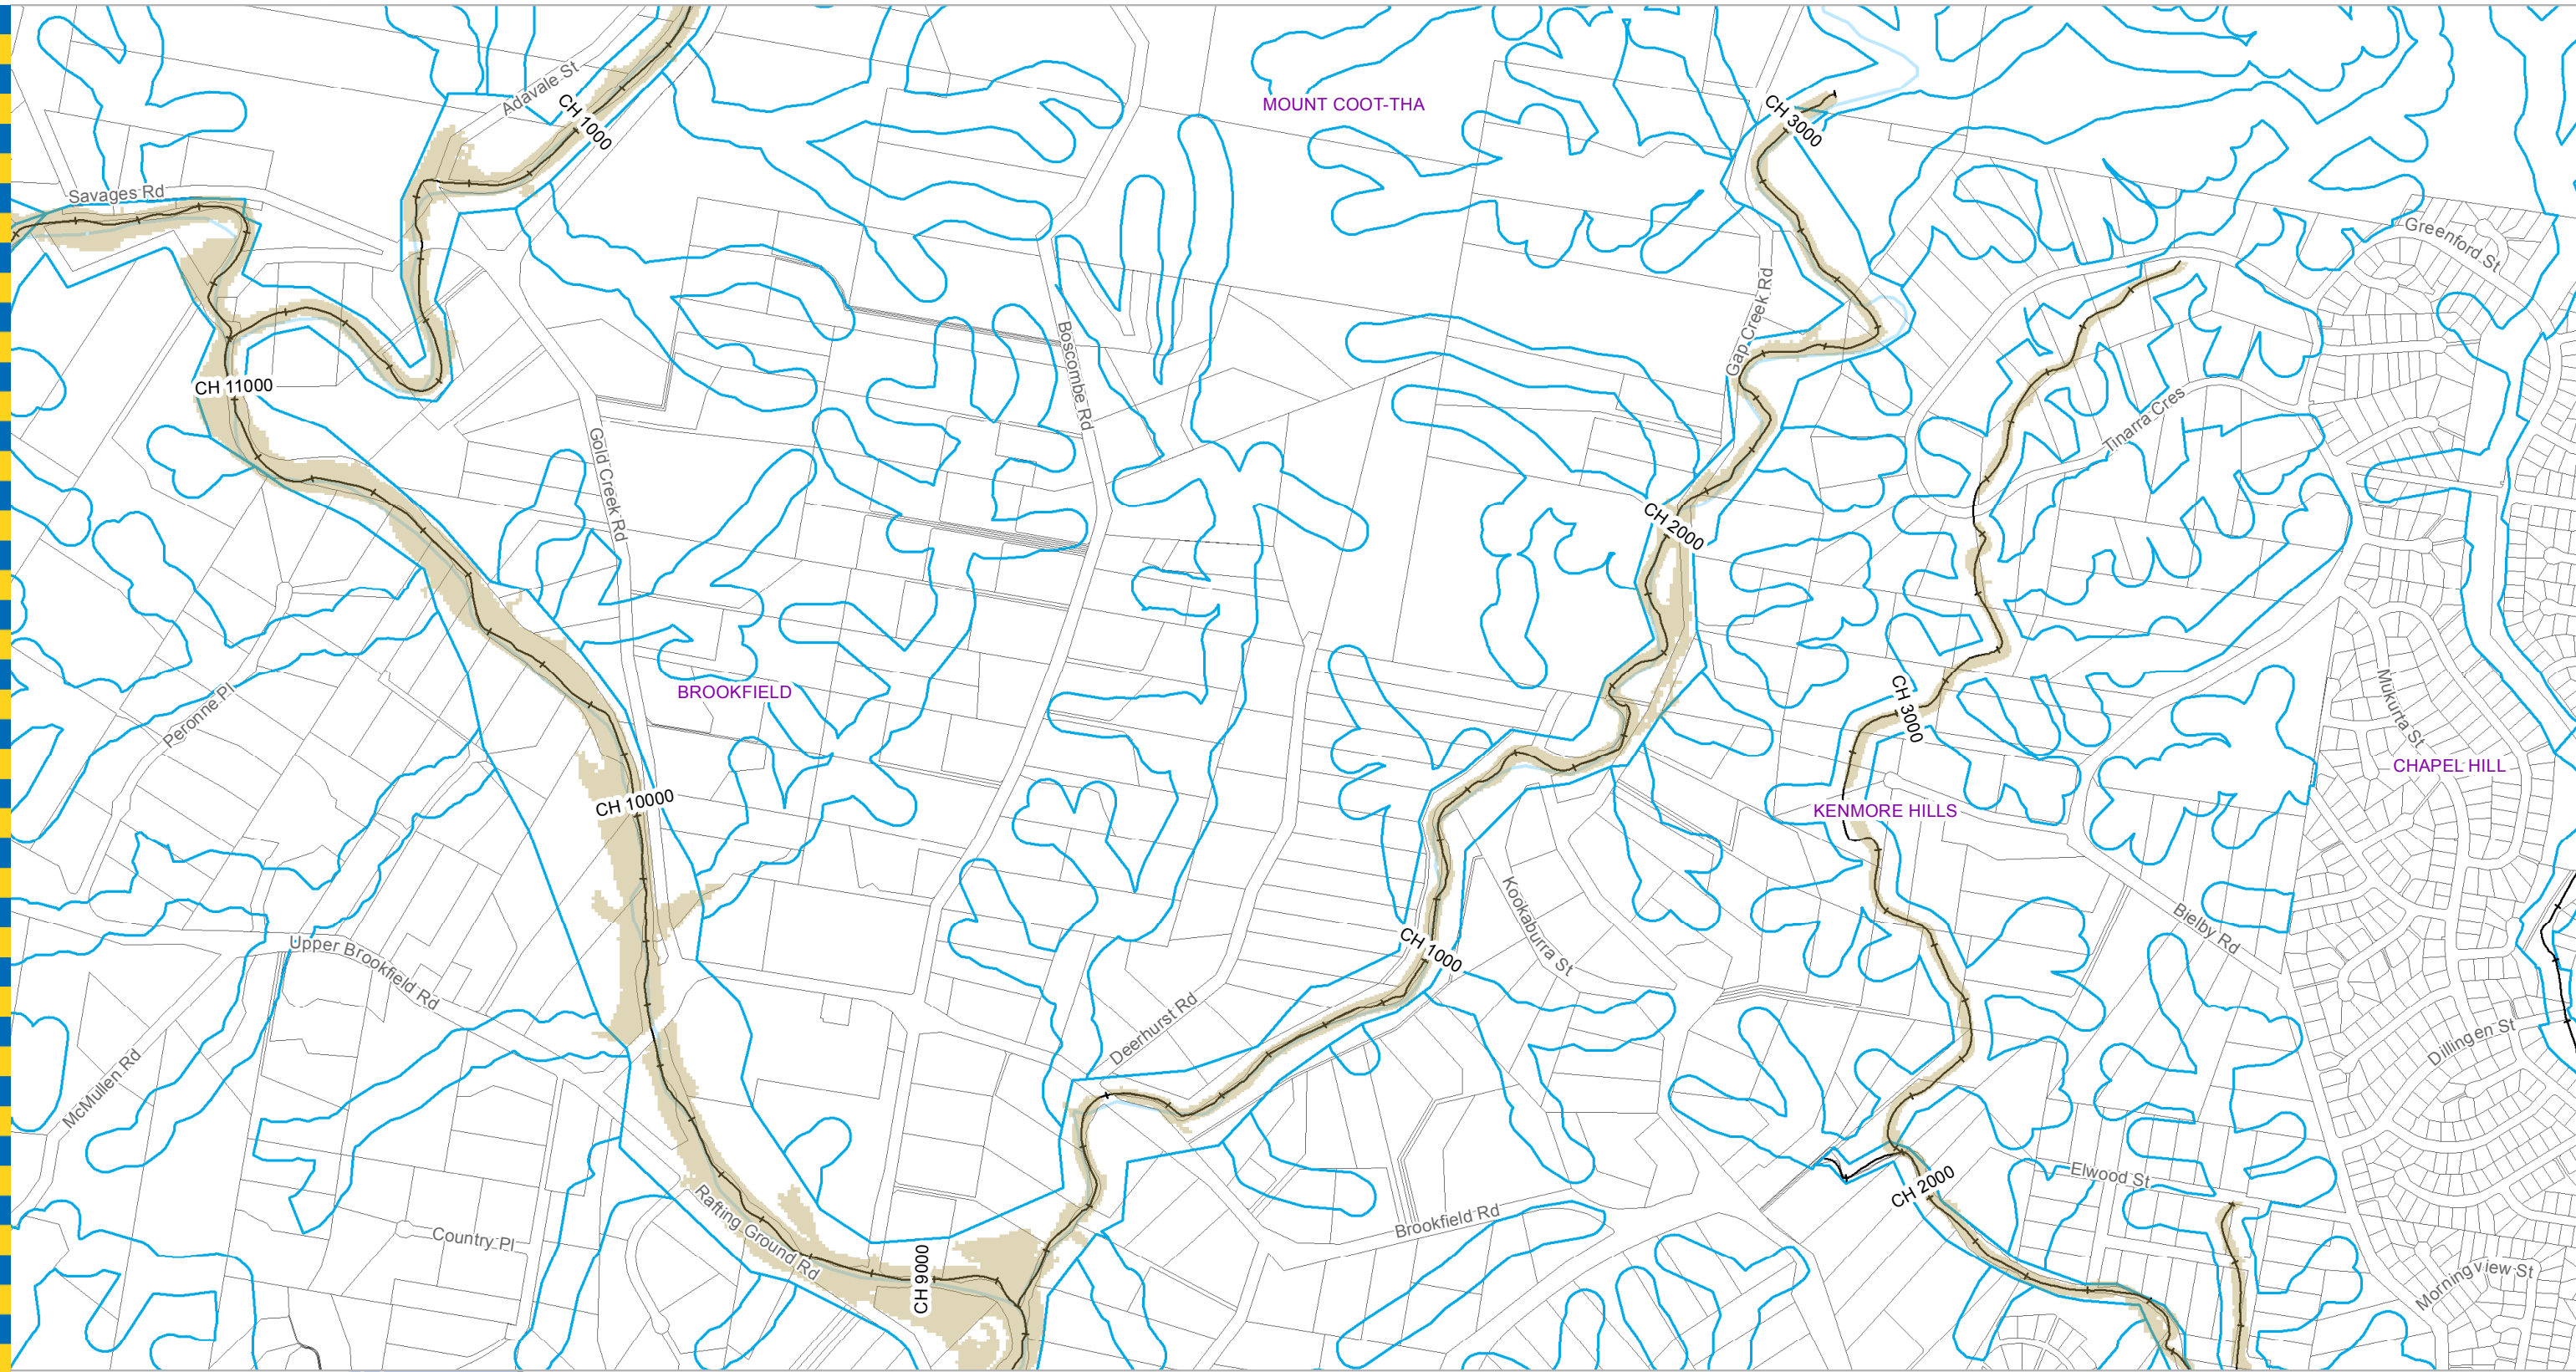 MOUNT COOT-THA
Adavale St
CH 1000
CH 3000
Savages Rd
Greenford St
Gap Creek Rd
Boscombe Rd
CH 11000
Tinarra Cres
Gold Creek Rd
CH 2000
BROOKFIELD
Peronne Pl
CH 3000
Mukurta St
CHAPEL HILL
CH 10000
KENMORE HILLS
Kookaburra St
Bielby Rd
Upper Brookfield Rd
CH 1000
Deerhurst Rd
Dillingen St
McMullen Rd
Elwood St
CH 2000
Rafting Ground Rd
Brookfield Rd
Country Pl
CH 9000
Morningview St